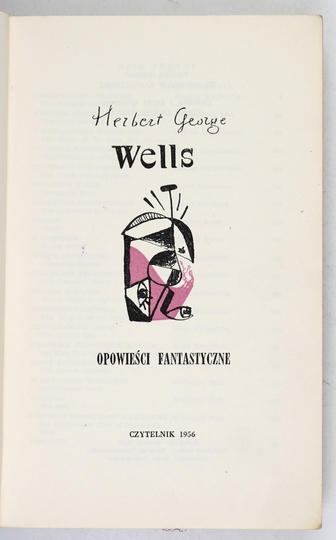 Herbert George
Wells
OPOWIEŚCI FANTASTYCZNE
CZYTELNIK 1956